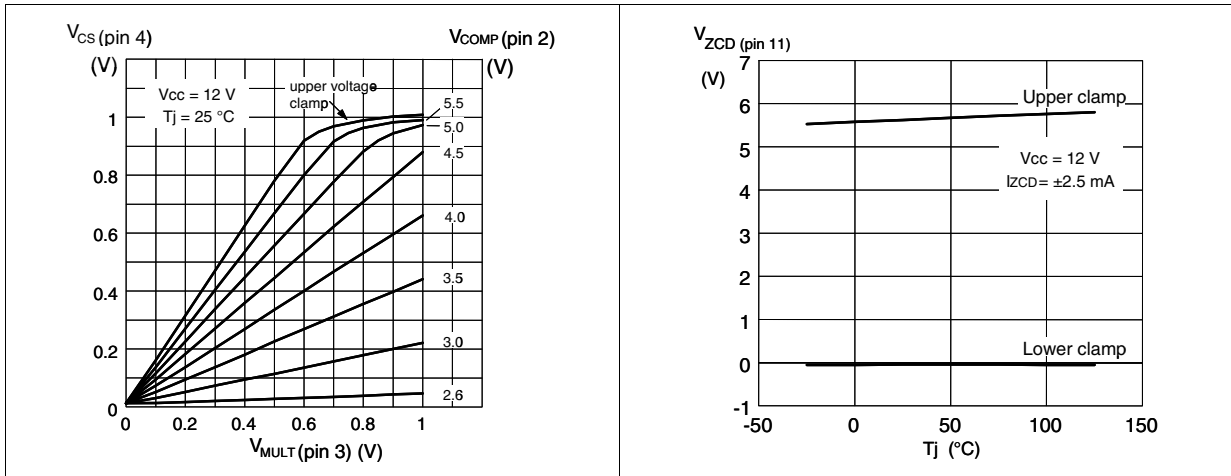 VCS (pin 4)
(V)
VCOMP (pin 2)
(V)
Vcc = 12 V
Tj = 25 °C
upper voltage
clamp
5.5
5.0
4.5
4.0
3.5
3.0
2.6
1
0.8
0.6
0.4
0.2
0
0 0.2 0.4 0.6 0.8 1
VMULT (pin 3) (V)
VZCD (pin 11)
(V)
7
6
5
4
3
2
1
0
-1
Upper clamp
Vcc = 12 V
IZCD = ±2.5 mA
Lower clamp
-50 0 50 100 150
Tj (°C)